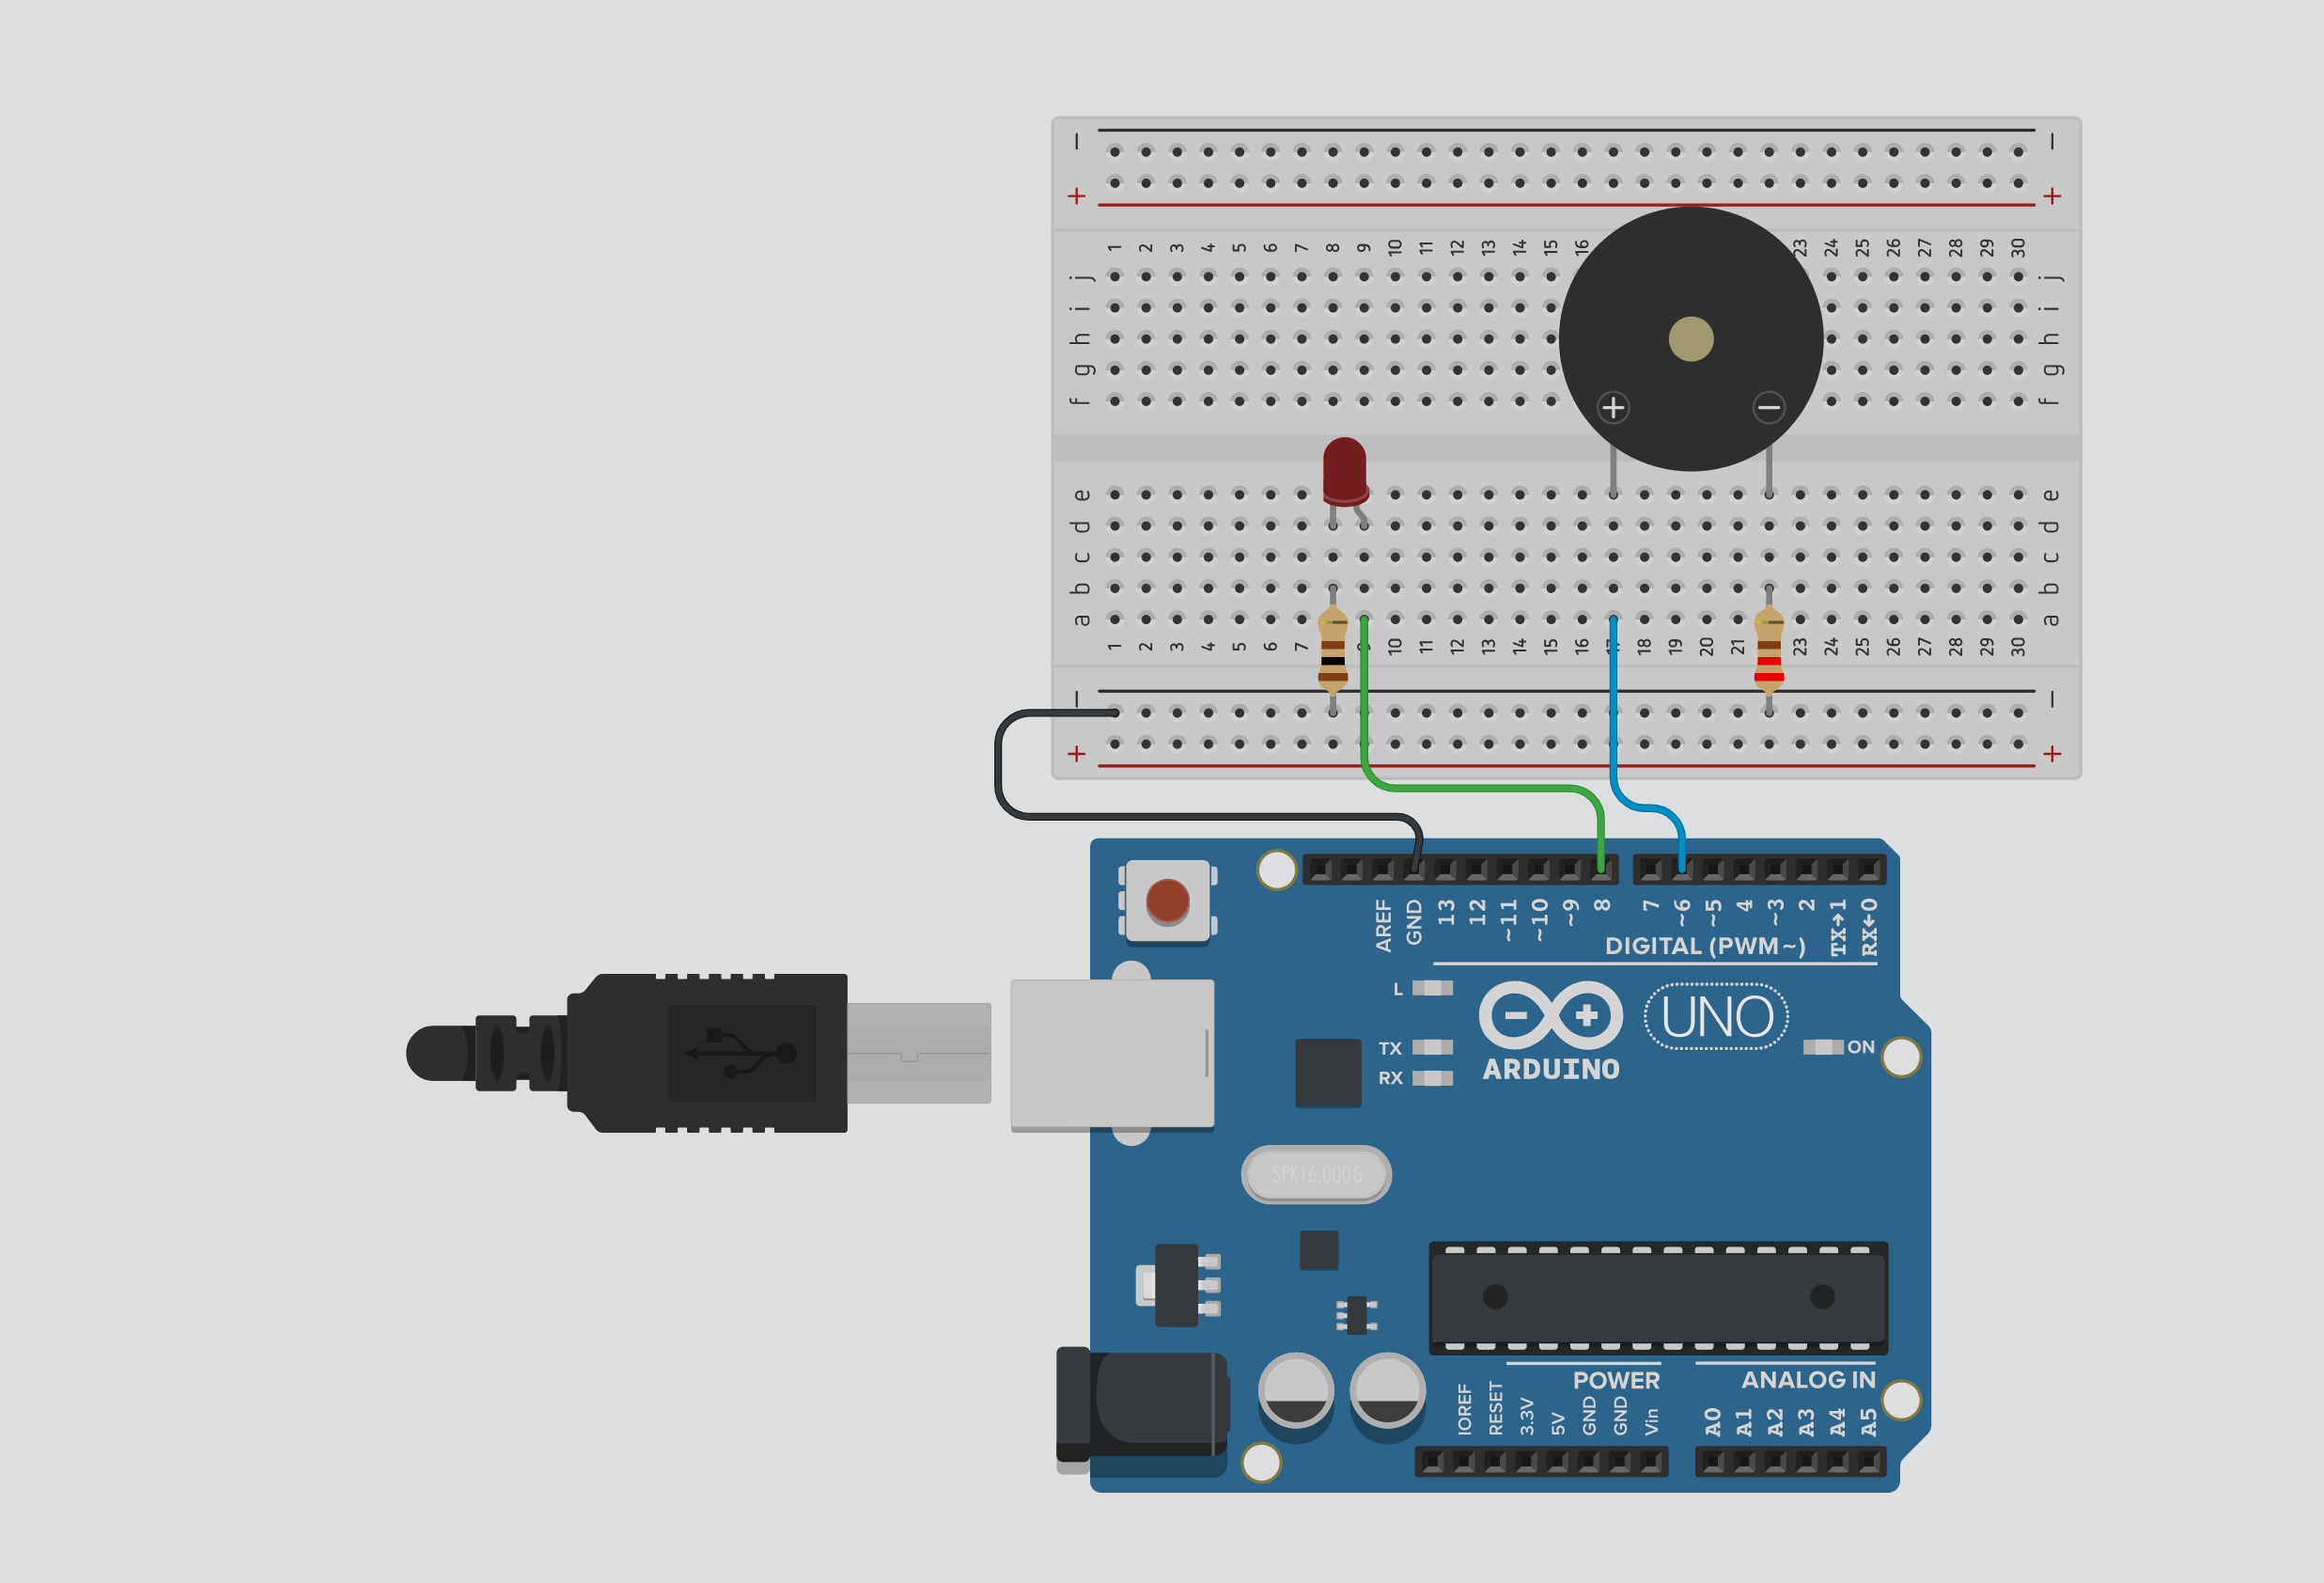 − −
+ +
1 2 3 4 5 6 7 8 9 10 11 12 13 14 15 16 23 24 25 26 27 28 29 30
j j
i i
h h
g g
f f
+ −
e e
d d
c c
b b
a a
1 2 3 4 5 6 7 10 11 12 13 14 15 16 17 18 19 20 21 23 24 25 26 27 28 29 30
− −
+ +
AREF GND 13 12 ~11 ~10 ~9 8 7 ~6 ~5 4 ~3 2 TX→1 RX←0
DIGITAL (PWM~)
L
UNO
TX
ON
RX
ARDUINO
SPK16.000G
POWER
ANALOG IN
IOREF RESET 3.3V 5V GND GND Vin A0 A1 A2 A3 A4 A5